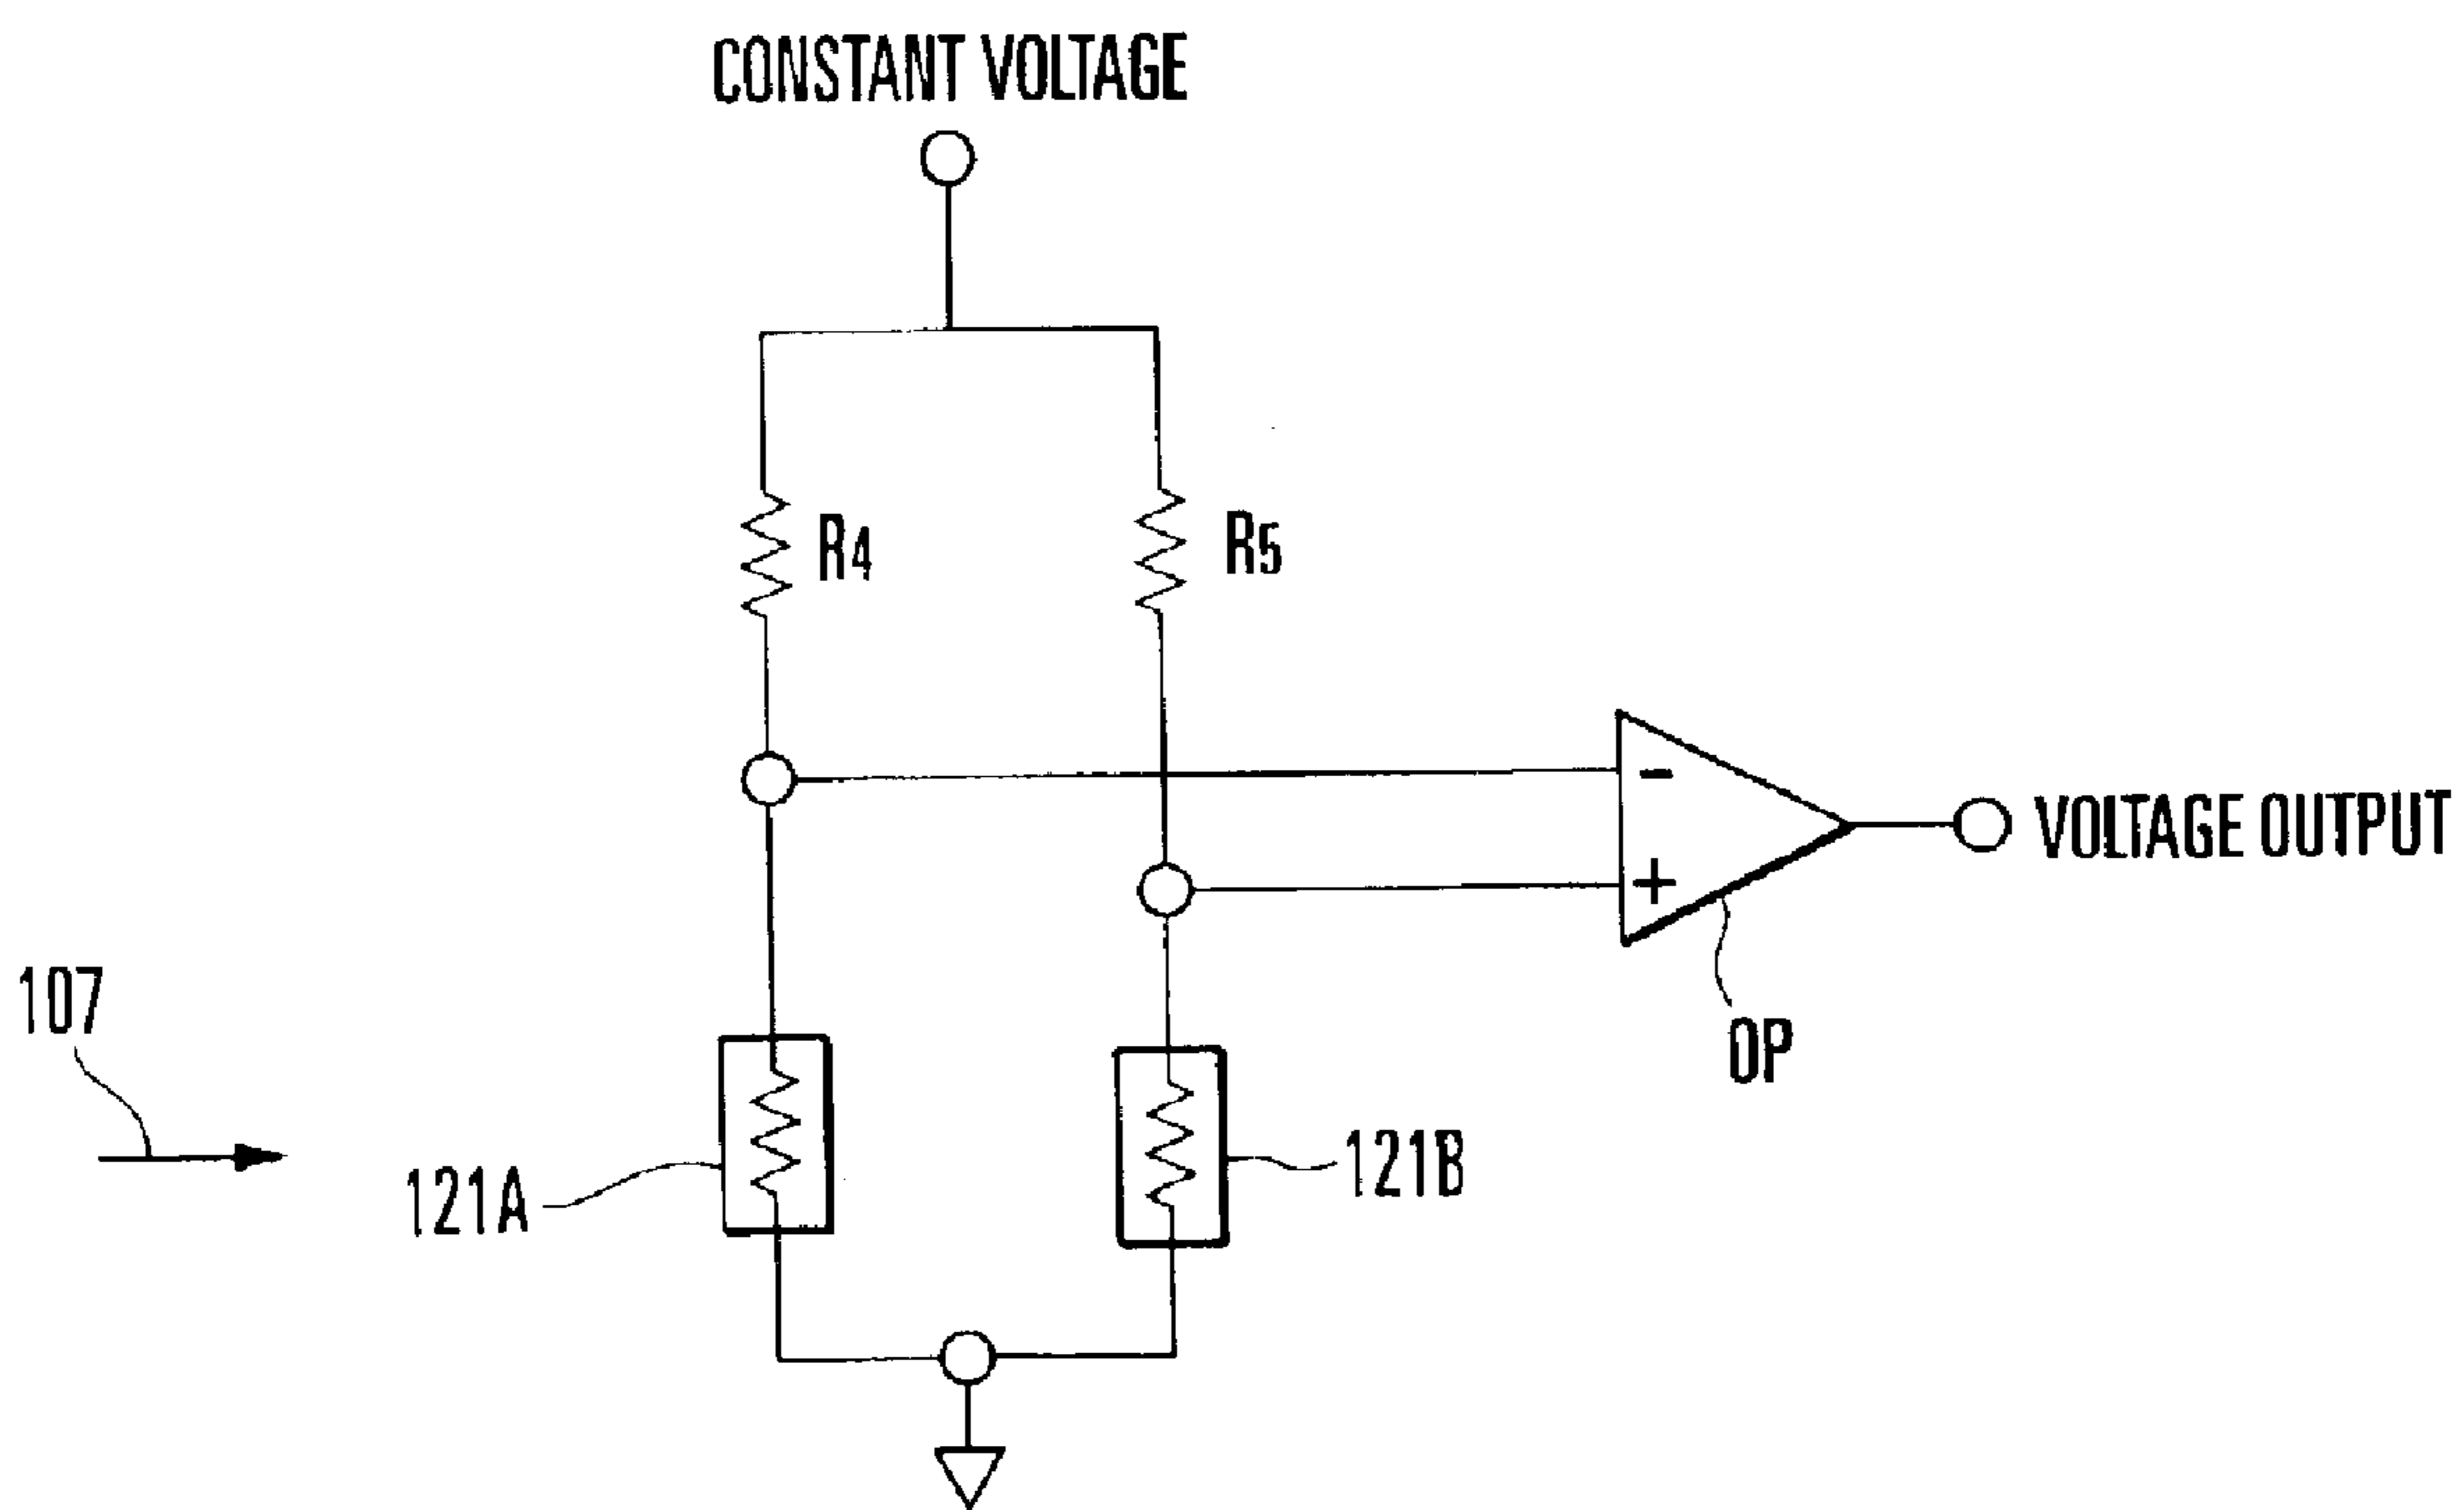 CONSTANT VOLTAGE
R4
R5
-
+
VOLTAGE OUTPUT
OP
107
121A
121B